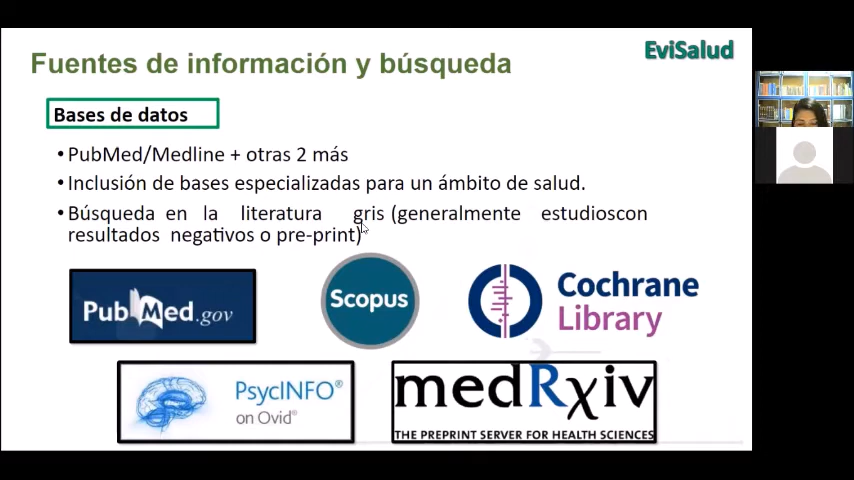 EviSalud
Fuentes de información y búsqueda
Bases de datos
•PubMed/Medline + otras 2 más
•Inclusión de bases especializadas para un ámbito de salud.
•Búsqueda en la literatura gris (generalmente estudioscon
resultados negativos o pre-print)
PubMed.gov
Scopus
Cochrane
Library
PsycINFO®
on Ovid®
medRχiv
THE PREPRINT SERVER FOR HEALTH SCIENCES